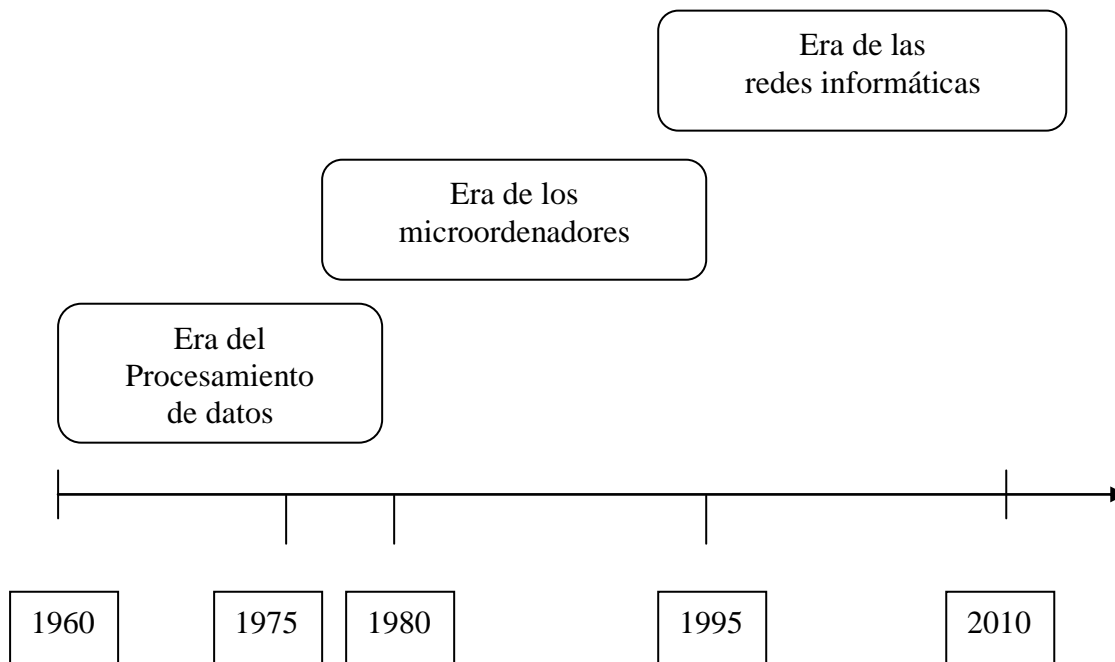 Era de las
redes informáticas
Era de los
microordenadores
Era del
Procesamiento
de datos
1960
1975
1980
1995
2010